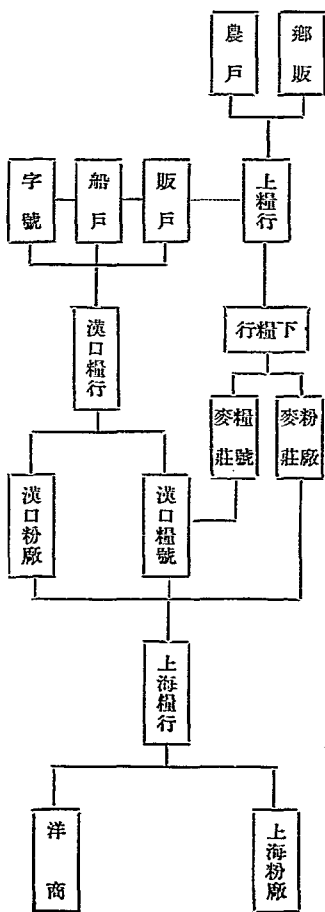 鄉販
農戶
上糧行
販戶
船戶
字號
下糧行
漢口糧行
粉廠
麥莊
糧號
麥莊
漢口糧號
漢口粉廠
上海糧行
上海粉廠
洋商